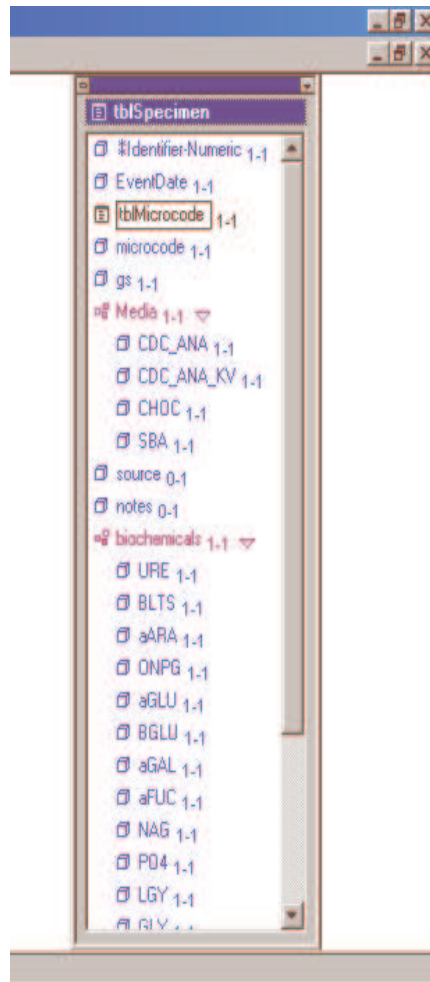 tblSpecimen
‡Identifier-Numeric 1-1
EventDate 1-1
tblMicrocode 1-1
microcode 1-1
gs 1-1
Media 1-1
CDC_ANA 1-1
CDC_ANA_KV 1-1
CHOC 1-1
SBA 1-1
source 0-1
notes 0-1
biochemicals 1-1
URE 1-1
BLTS 1-1
aARA 1-1
ONPG 1-1
aGLU 1-1
BGLU 1-1
aGAL 1-1
aFUC 1-1
NAG 1-1
PO4 1-1
LGY 1-1
GLY 1-1